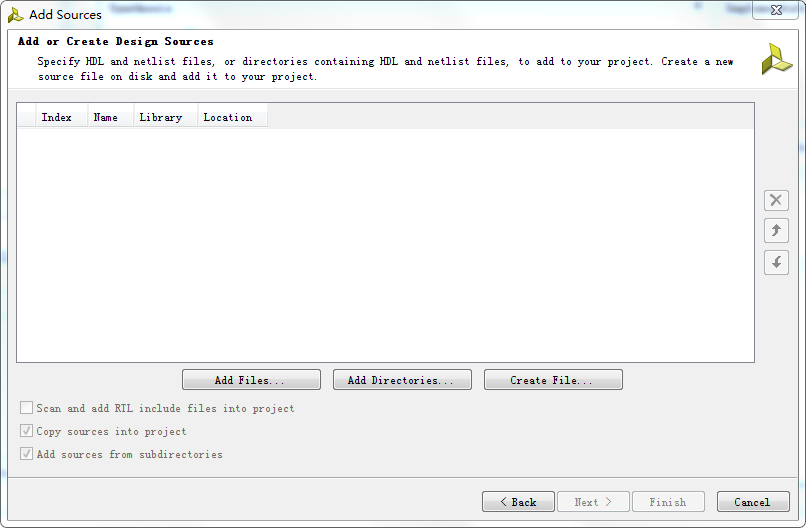 Add Sources
Add or Create Design Sources
Specify HDL and netlist files, or directories containing HDL and netlist files, to add to your project. Create a new
source file on disk and add it to your project.
Index Name Library Location
Add Files... Add Directories... Create File...
Scan and add RTL include files into project
Copy sources into project
Add sources from subdirectories
< Back Next > Finish Cancel